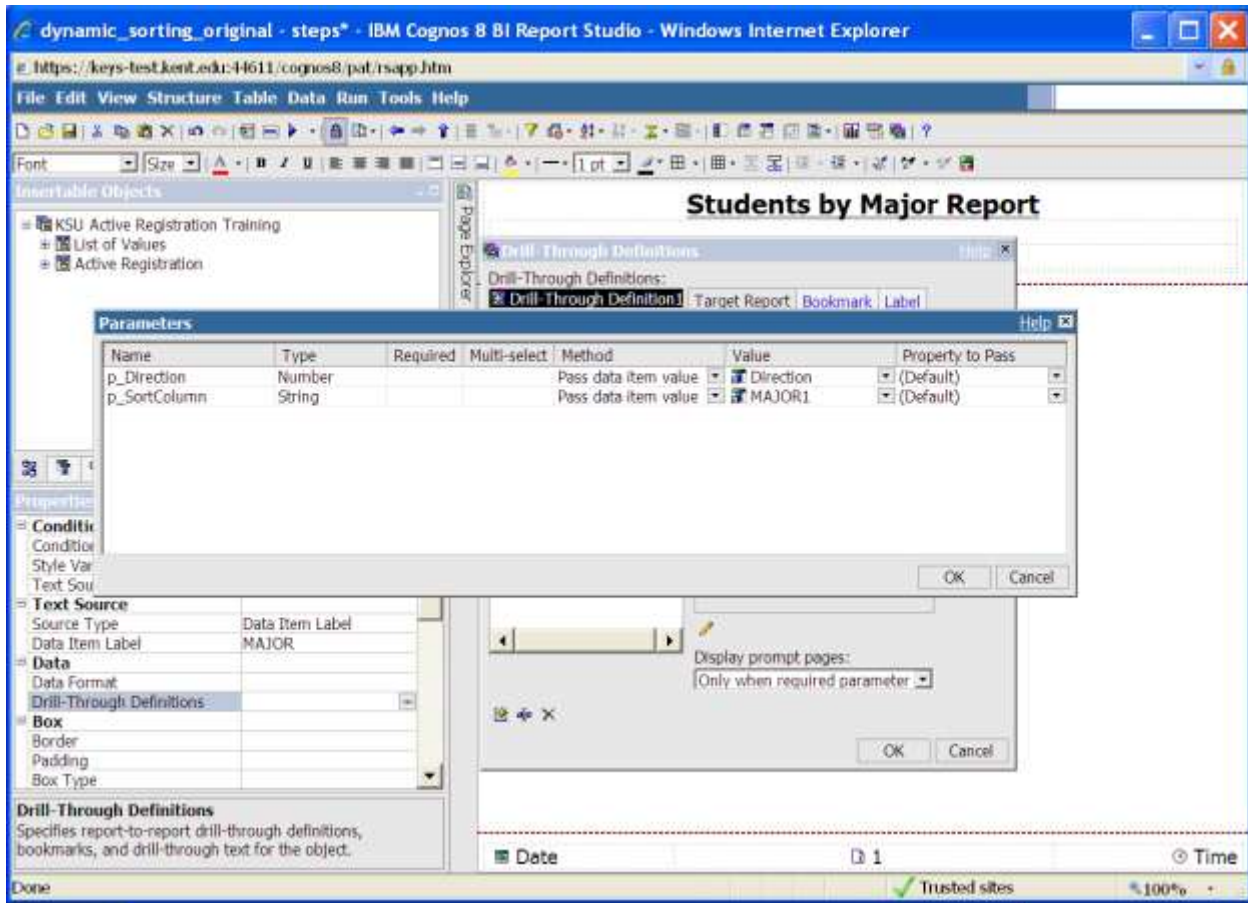 dynamic_sorting_original - steps* - IBM Cognos 8 BI Report Studio - Windows Internet Explorer
https://keys-test.kent.edu:44611/cognos8/pat/rsapp.htm
File Edit View Structure Table Data Run Tools Help
Font Size 1 pt
Insertable Objects
KSU Active Registration Training
List of Values
Active Registration
Page Explorer
Students by Major Report
Drill-Through Definitions Help
Drill-Through Definitions:
Drill-Through Definition1 Target Report Bookmark Label
Parameters Help
Name Type Required Multi-select Method Value Property to Pass
p_Direction Number Pass data item value Direction (Default)
p_SortColumn String Pass data item value MAJOR1 (Default)
OK Cancel
Properties
Conditio
Condition
Style Var
Text Sou
Text Source
Source Type Data Item Label
Data Item Label MAJOR
Data
Data Format
Drill-Through Definitions
Box
Border
Padding
Box Type
Display prompt pages:
Only when required parameter
OK Cancel
Drill-Through Definitions
Specifies report-to-report drill-through definitions,
bookmarks, and drill-through text for the object.
Date 1 Time
Done Trusted sites 100%